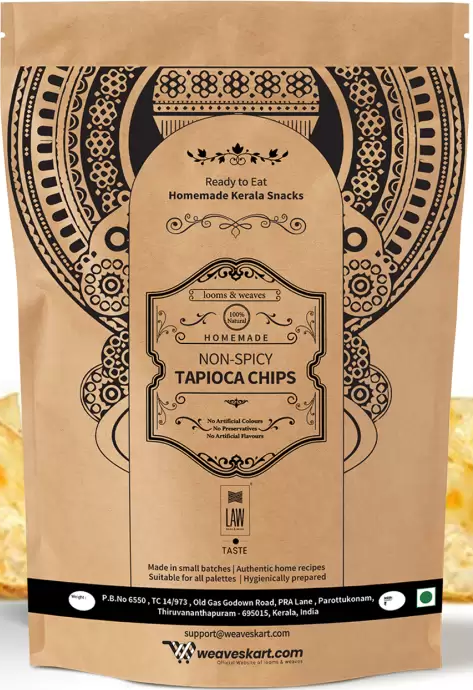 Ready to Eat
Homemade Kerala Snacks
looms & weaves
100%
Natural
HOMEMADE
NON-SPICY
TAPIOCA CHIPS
No Artificial Colours
No Preservatives
No Artificial Flavours
LAW
TASTE
Made in small batches | Authentic home recipes
Suitable for all palettes | Hygienically prepared
Weight :
P.B.No 6550 , TC 14/973 , Old Gas Godown Road, PRA Lane , Parottukonam,
Thiruvananthapuram - 695015, Kerala, India
support@weaveskart.com
weaveskart.com
Official Website of looms & weaves